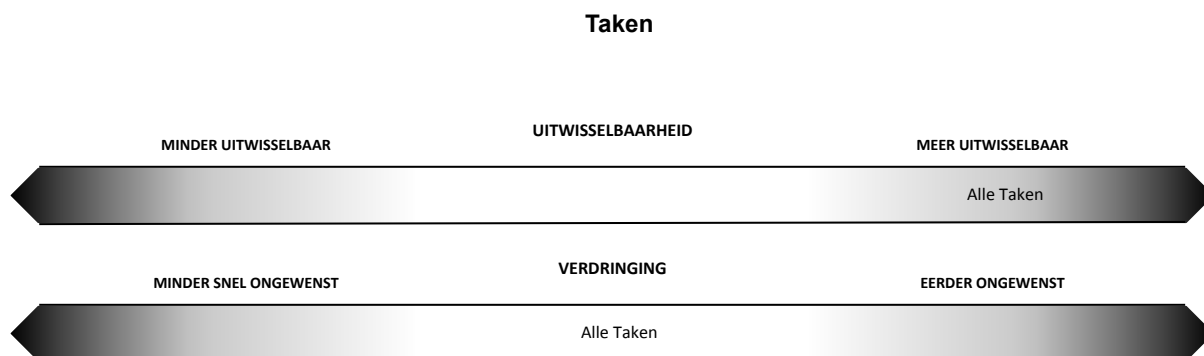 Taken
UITWISSELBAARHEID
MINDER UITWISSELBAAR
MEER UITWISSELBAAR
Alle Taken
VERDRINGING
MINDER SNEL ONGEWENST
EERDER ONGEWENST
Alle Taken